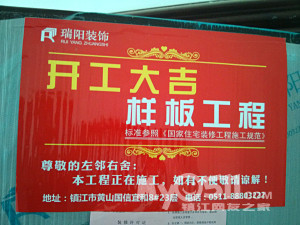 瑞阳装饰
RUI YANG ZHUANGSHI
开工大吉
样板工程
标准参照《国家住宅装修工程施工规范》
尊敬的左邻右舍:
本工程正在施工,如有不便敬请谅解!
地址:镇江市黄山国信宜和8#23层 电话:0511-
镇江网友之家